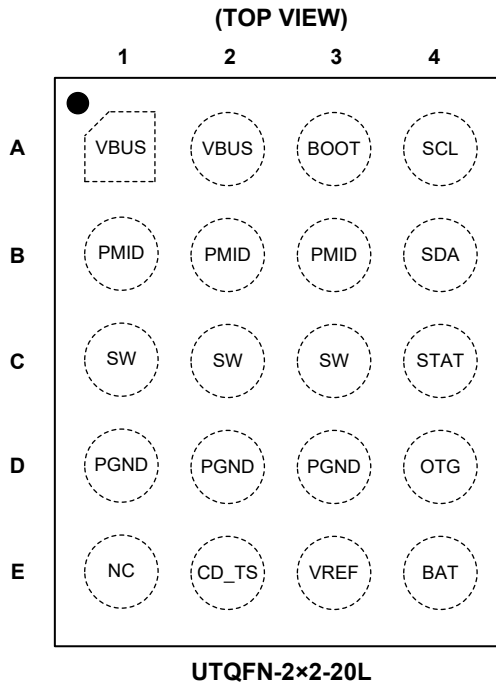 (TOP VIEW)
1 2 3 4
A VBUS VBUS BOOT SCL
B PMID PMID PMID SDA
C SW SW SW STAT
D PGND PGND PGND OTG
E NC CD_TS VREF BAT
UTQFN-2×2-20L